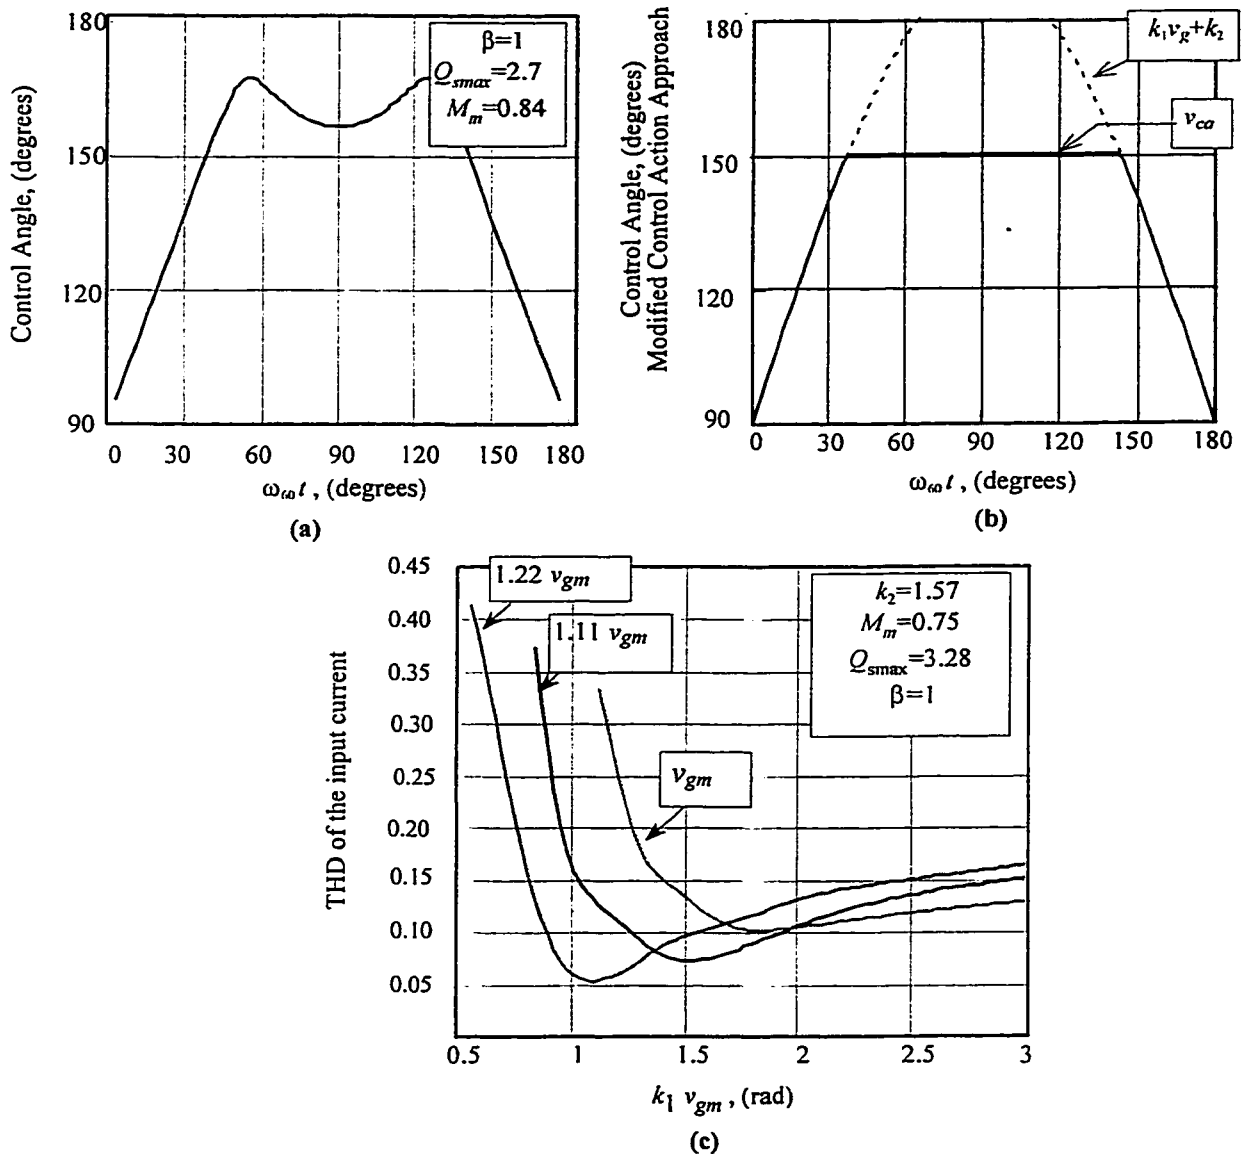 180
150
120
90
Control Angle, (degrees)
β=1
Qsmax=2.7
Mm=0.84
0 30 60 90 120 150 180
ω60 t , (degrees)
(a)
180
150
120
90
Control Angle, (degrees)
Modified Control Action Approach
k1vg+k2
vca
0 30 60 90 120 150 180
ω60 t , (degrees)
(b)
0.45
0.40
0.35
0.30
0.25
0.20
0.15
0.10
0.05
THD of the input current
1.22 vgm
1.11 vgm
vgm
k2=1.57
Mm=0.75
Qsmax=3.28
β=1
0.5 1 1.5 2 2.5 3
k1 vgm , (rad)
(c)